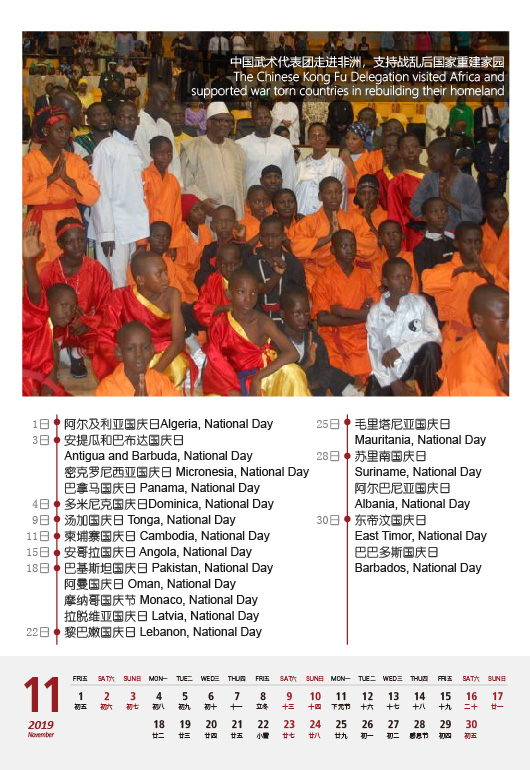 中国武术代表团走进非洲，支持战乱后国家重建家园
The Chinese Kong Fu Delegation visited Africa and
supported war torn countries in rebuilding their homeland
1日 阿尔及利亚国庆日Algeria, National Day
3日 安提瓜和巴布达国庆日
Antigua and Barbuda, National Day
密克罗尼西亚国庆日 Micronesia, National Day
巴拿马国庆日 Panama, National Day
4日 多米尼克国庆日Dominica, National Day
9日 汤加国庆日 Tonga, National Day
11日 柬埔寨国庆日 Cambodia, National Day
15日 安哥拉国庆日 Angola, National Day
18日 巴基斯坦国庆日 Pakistan, National Day
阿曼国庆日 Oman, National Day
摩纳哥国庆节 Monaco, National Day
拉脱维亚国庆日 Latvia, National Day
22日 黎巴嫩国庆日 Lebanon, National Day
25日 毛里塔尼亚国庆日
Mauritania, National Day
28日 苏里南国庆日
Suriname, National Day
阿尔巴尼亚国庆日
Albania, National Day
30日 东帝汶国庆日
East Timor, National Day
巴巴多斯国庆日
Barbados, National Day
11
2019
November
FRI五 SAT六 SUN日 MON一 TUE二 WED三 THU四 FRI五 SAT六 SUN日 MON一 TUE二 WED三 THU四 FRI五 SAT六 SUN日
1 2 3 4 5 6 7 8 9 10 11 12 13 14 15 16 17
初五 初六 初七 初八 初九 初十 十一 立冬 十三 十四 下元节 十六 十七 十八 十九 二十 廿一
18 19 20 21 22 23 24 25 26 27 28 29 30
廿二 廿三 廿四 廿五 小雪 廿七 廿八 廿九 初一 初二 感恩节 初四 初五